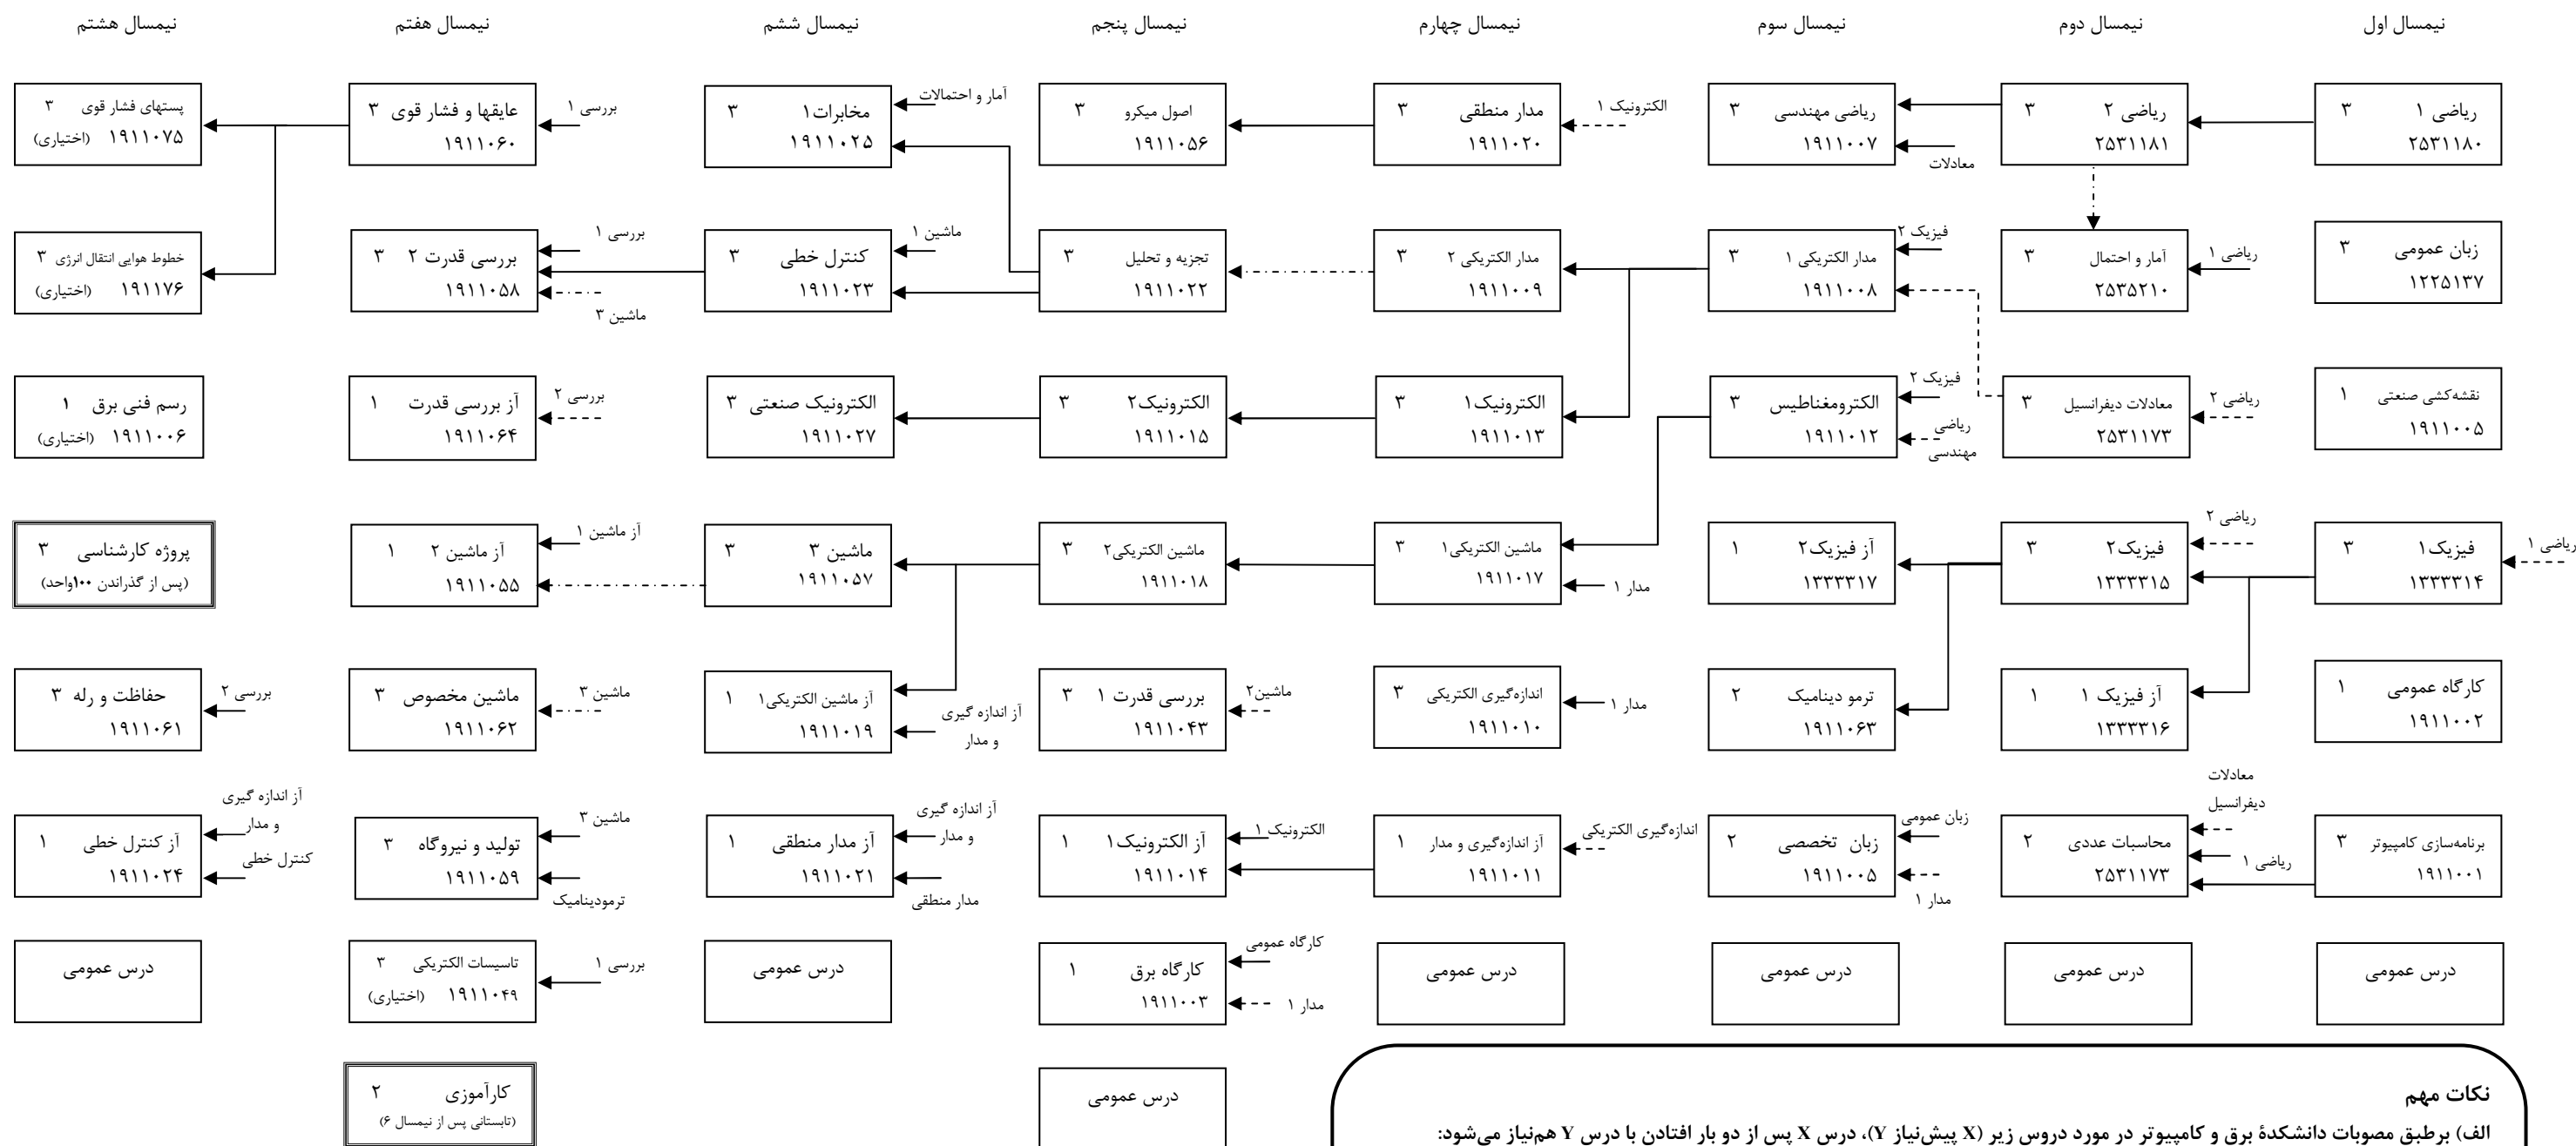 نیمسال اول
نیمسال دوم
نیمسال سوم
نیمسال چهارم
نیمسال پنجم
نیمسال ششم
نیمسال هفتم
نیمسال هشتم
ریاضی ۱ ۳
۲۵۳۱۱۸۰
زبان عمومی ۳
۱۲۲۵۱۳۷
نقشه‌کشی صنعتی ۱
۱۹۱۱۰۰۵
فیزیک۱ ۳
۱۳۳۳۳۱۴
ریاضی ۱
کارگاه عمومی ۱
۱۹۱۱۰۰۲
برنامه‌سازی کامپیوتر ۳
۱۹۱۱۰۰۱
درس عمومی
ریاضی ۲ ۳
۲۵۳۱۱۸۱
آمار و احتمال ۳
۲۵۳۵۲۱۰
ریاضی ۱
معادلات دیفرانسیل ۳
۲۵۳۱۱۷۳
ریاضی ۲
فیزیک۲ ۳
۱۳۳۳۳۱۵
ریاضی ۲
آز فیزیک ۱ ۱
۱۳۳۳۳۱۶
معادلات
دیفرانسیل
محاسبات عددی ۲
۲۵۳۱۱۷۳
ریاضی ۱
درس عمومی
ریاضی مهندسی ۳
۱۹۱۱۰۰۷
معادلات
مدار الکتریکی ۱ ۳
۱۹۱۱۰۰۸
فیزیک ۲
الکترومغناطیس ۳
۱۹۱۱۰۱۲
فیزیک ۲
ریاضی
مهندسی
آز فیزیک۲ ۱
۱۳۳۳۳۱۷
ترمو دینامیک ۲
۱۹۱۱۰۶۳
زبان تخصصی ۲
۱۹۱۱۰۰۵
زبان عمومی
مدار ۱
درس عمومی
مدار منطقی ۳
۱۹۱۱۰۲۰
الکترونیک ۱
مدار الکتریکی ۲ ۳
۱۹۱۱۰۰۹
الکترونیک۱ ۳
۱۹۱۱۰۱۳
ماشین الکتریکی۱ ۳
۱۹۱۱۰۱۷
مدار ۱
اندازه‌گیری الکتریکی ۳
۱۹۱۱۰۱۰
مدار ۱
آز اندازه‌گیری و مدار ۱
۱۹۱۱۰۱۱
اندازه‌گیری الکتریکی
درس عمومی
اصول میکرو ۳
۱۹۱۱۰۵۶
تجزیه و تحلیل ۳
۱۹۱۱۰۲۲
الکترونیک۲ ۳
۱۹۱۱۰۱۵
ماشین الکتریکی۲ ۳
۱۹۱۱۰۱۸
بررسی قدرت ۱ ۳
۱۹۱۱۰۴۳
ماشین۲
آز الکترونیک۱ ۱
۱۹۱۱۰۱۴
الکترونیک ۱
کارگاه برق ۱
۱۹۱۱۰۰۳
کارگاه عمومی
مدار ۱
درس عمومی
مخابرات۱ ۳
۱۹۱۱۰۲۵
آمار و احتمالات
کنترل خطی ۳
۱۹۱۱۰۲۳
ماشین ۱
الکترونیک صنعتی ۳
۱۹۱۱۰۲۷
ماشین ۳ ۳
۱۹۱۱۰۵۷
آز ماشین الکتریکی۱ ۱
۱۹۱۱۰۱۹
آز اندازه گیری
و مدار
آز مدار منطقی ۱
۱۹۱۱۰۲۱
آز اندازه گیری
و مدار
مدار منطقی
درس عمومی
عایقها و فشار قوی ۳
۱۹۱۱۰۶۰
بررسی ۱
بررسی قدرت ۲ ۳
۱۹۱۱۰۵۸
بررسی ۱
ماشین ۳
آز بررسی قدرت ۱
۱۹۱۱۰۶۴
بررسی ۲
آز ماشین ۲ ۱
۱۹۱۱۰۵۵
آز ماشین ۱
ماشین مخصوص ۳
۱۹۱۱۰۶۲
ماشین ۳
تولید و نیروگاه ۳
۱۹۱۱۰۵۹
ماشین ۳
ترمودینامیک
تاسیسات الکتریکی ۳
۱۹۱۱۰۴۹ (اختیاری)
بررسی ۱
کارآموزی ۲
(تابستانی پس از نیمسال ۶)
پستهای فشار قوی ۳
۱۹۱۱۰۷۵ (اختیاری)
خطوط هوایی انتقال انرژی ۳
۱۹۱۱۷۶ (اختیاری)
رسم فنی برق ۱
۱۹۱۱۰۰۶ (اختیاری)
پروژه کارشناسی ۳
(پس از گذراندن ۱۰۰واحد)
حفاظت و رله ۳
۱۹۱۱۰۶۱
بررسی ۲
آز کنترل خطی ۱
۱۹۱۱۰۲۴
آز اندازه گیری
و مدار
کنترل خطی
درس عمومی
نکات مهم
الف) برطبق مصوبات دانشکدهٔ برق و کامپیوتر در مورد دروس زیر (X پیش‌نیاز Y)، درس X پس از دو بار افتادن با درس Y هم‌نیاز می‌شود: